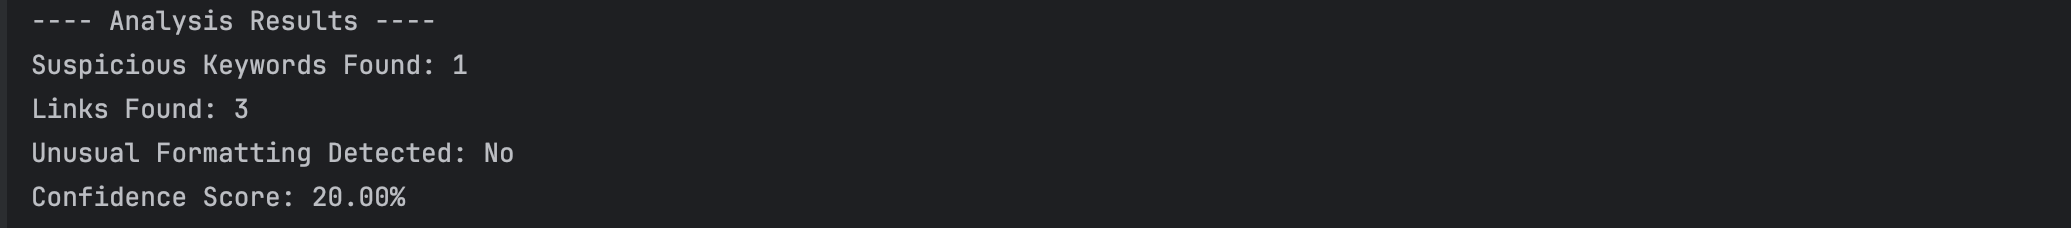 ---- Analysis Results ----
Suspicious Keywords Found: 1
Links Found: 3
Unusual Formatting Detected: No
Confidence Score: 20.00%